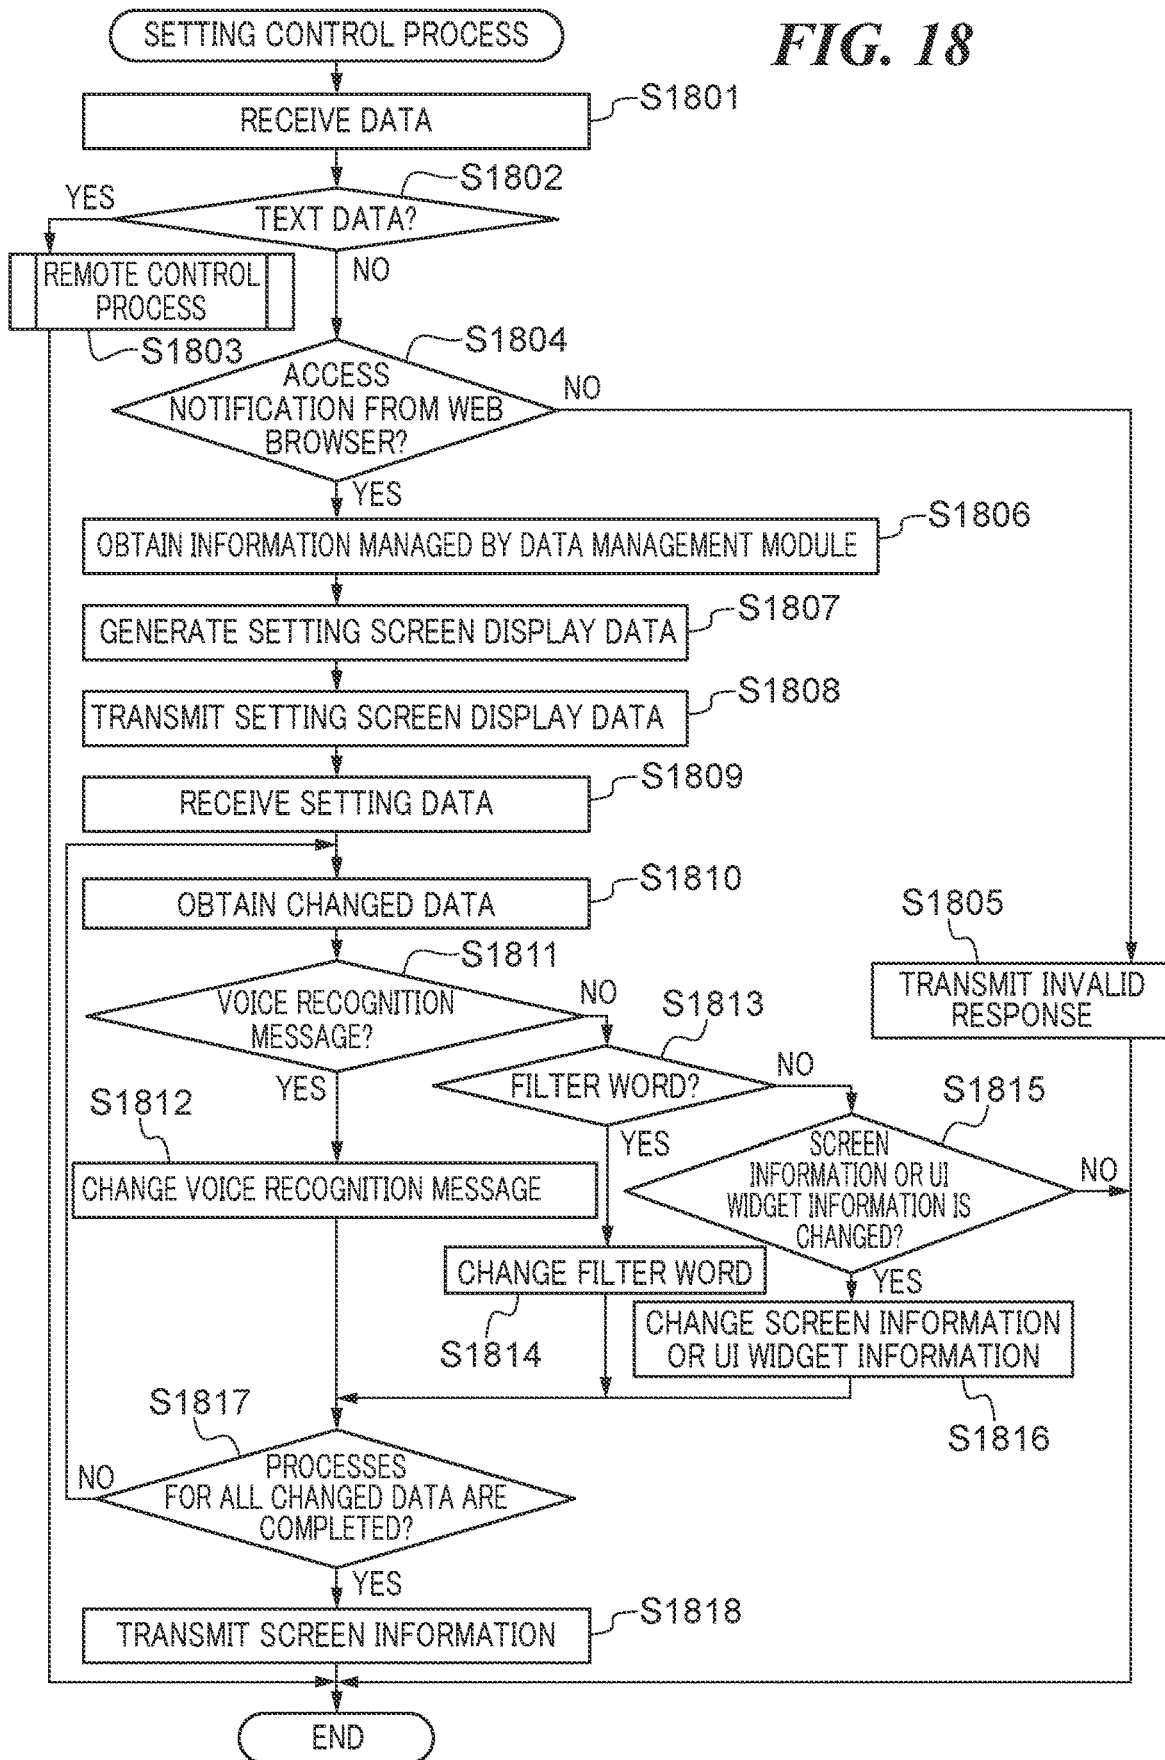 SETTING CONTROL PROCESS
FIG. 18
RECEIVE DATA
S1801
S1802
YES
TEXT DATA?
NO
REMOTE CONTROL
PROCESS
S1803
S1804
ACCESS
NOTIFICATION FROM WEB
BROWSER?
NO
YES
S1806
OBTAIN INFORMATION MANAGED BY DATA MANAGEMENT MODULE
S1807
GENERATE SETTING SCREEN DISPLAY DATA
S1808
TRANSMIT SETTING SCREEN DISPLAY DATA
S1809
RECEIVE SETTING DATA
S1810
OBTAIN CHANGED DATA
S1805
TRANSMIT INVALID
RESPONSE
S1811
VOICE RECOGNITION
MESSAGE?
NO
YES
S1813
FILTER WORD?
NO
YES
S1812
CHANGE VOICE RECOGNITION MESSAGE
S1815
SCREEN
INFORMATION OR UI
WIDGET INFORMATION IS
CHANGED?
NO
YES
CHANGE FILTER WORD
S1814
CHANGE SCREEN INFORMATION
OR UI WIDGET INFORMATION
S1816
S1817
NO
PROCESSES
FOR ALL CHANGED DATA ARE
COMPLETED?
YES
S1818
TRANSMIT SCREEN INFORMATION
END